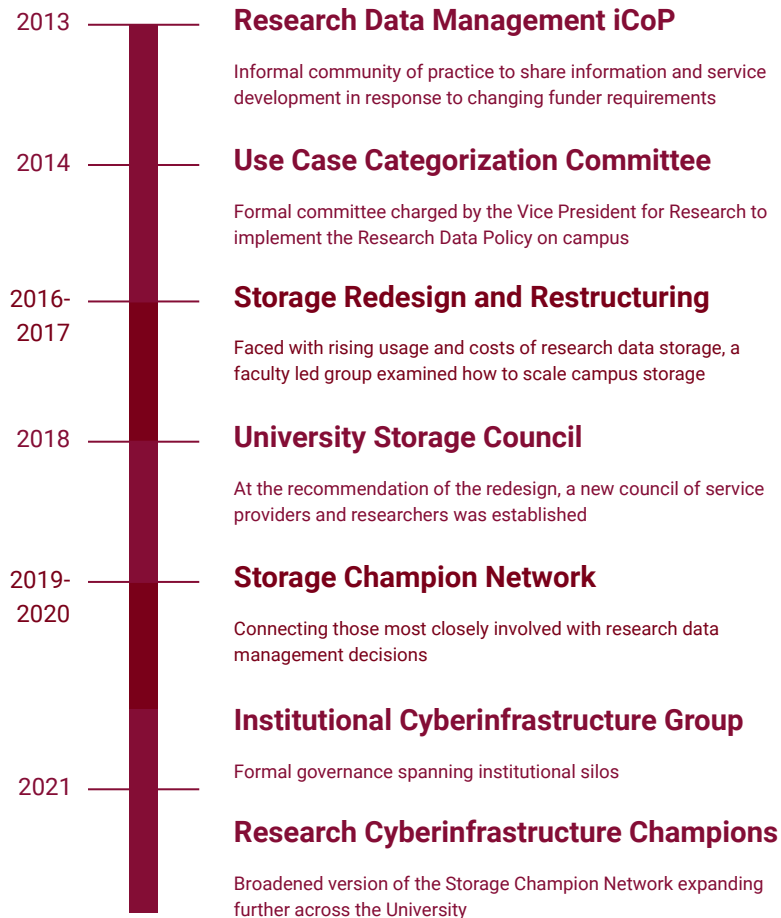 2013
Research Data Management iCoP
Informal community of practice to share information and service
development in response to changing funder requirements
2014
Use Case Categorization Committee
Formal committee charged by the Vice President for Research to
implement the Research Data Policy on campus
2016-
2017
Storage Redesign and Restructuring
Faced with rising usage and costs of research data storage, a
faculty led group examined how to scale campus storage
2018
University Storage Council
At the recommendation of the redesign, a new council of service
providers and researchers was established
2019-
2020
Storage Champion Network
Connecting those most closely involved with research data
management decisions
2021
Institutional Cyberinfrastructure Group
Formal governance spanning institutional silos
Research Cyberinfrastructure Champions
Broadened version of the Storage Champion Network expanding
further across the University